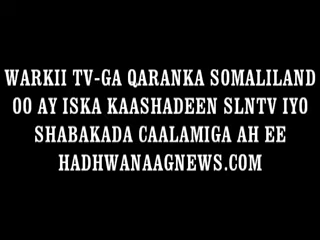 WARKII TV-GA QARANKA SOMALILAND
OO AY ISKA KAASHADEEN SLNTV IYO
SHABAKADA CAALAMIGA AH EE
HADHWANAAGNEWS.COM